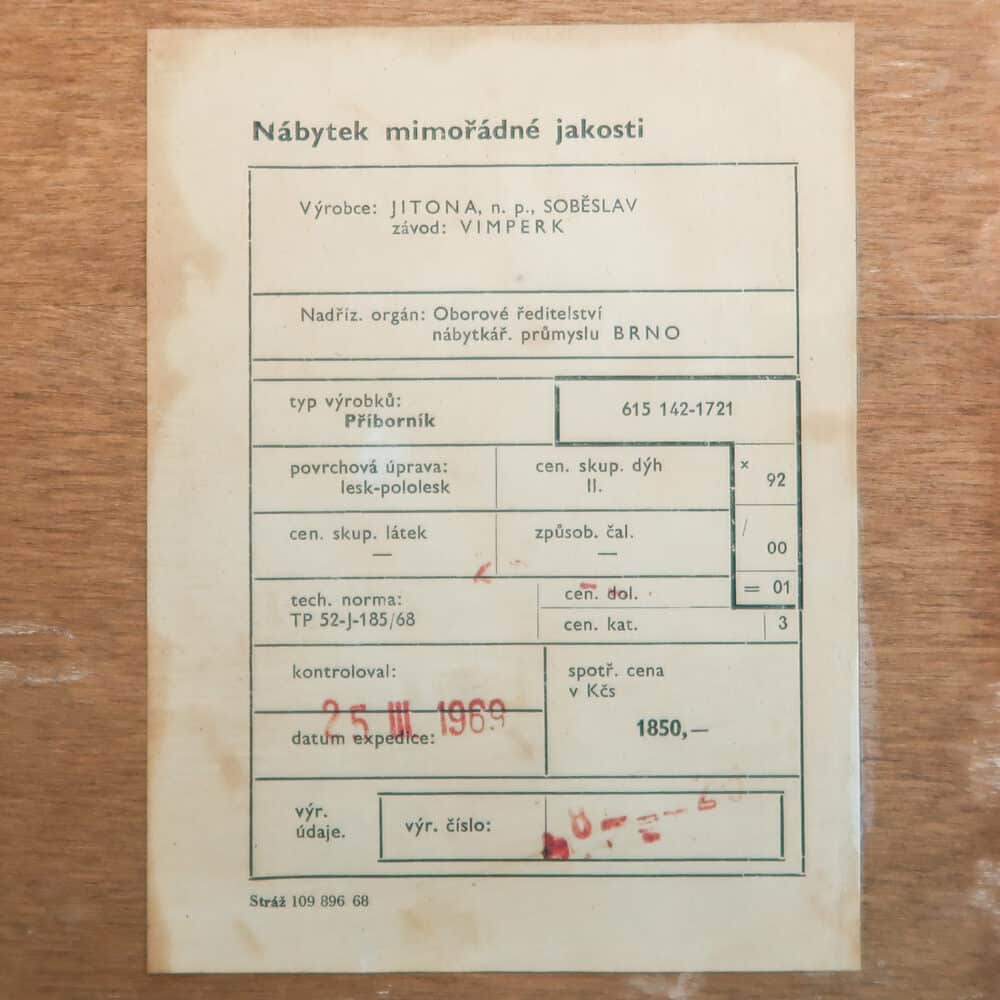 Nábytek mimořádné jakosti
Výrobce: JITONA, n. p., SOBĚSLAV
závod: VIMPERK
Nadříz. orgán: Oborové ředitelství
nábytkář. průmyslu BRNO
typ výrobků:
Příborník
615 142-1721
povrchová úprava:
lesk-pololesk
cen. skup. dýh
II.
× 92
cen. skup. látek
—
způsob. čal.
—
/ 00
= 01
tech. norma:
TP 52-J-185/68
cen. dol.
cen. kat. 3
kontroloval:
25 III 1969
datum expedice:
spotř. cena
v Kčs
1850,—
výr.
údaje.
výr. číslo:
Stráž 109 896 68